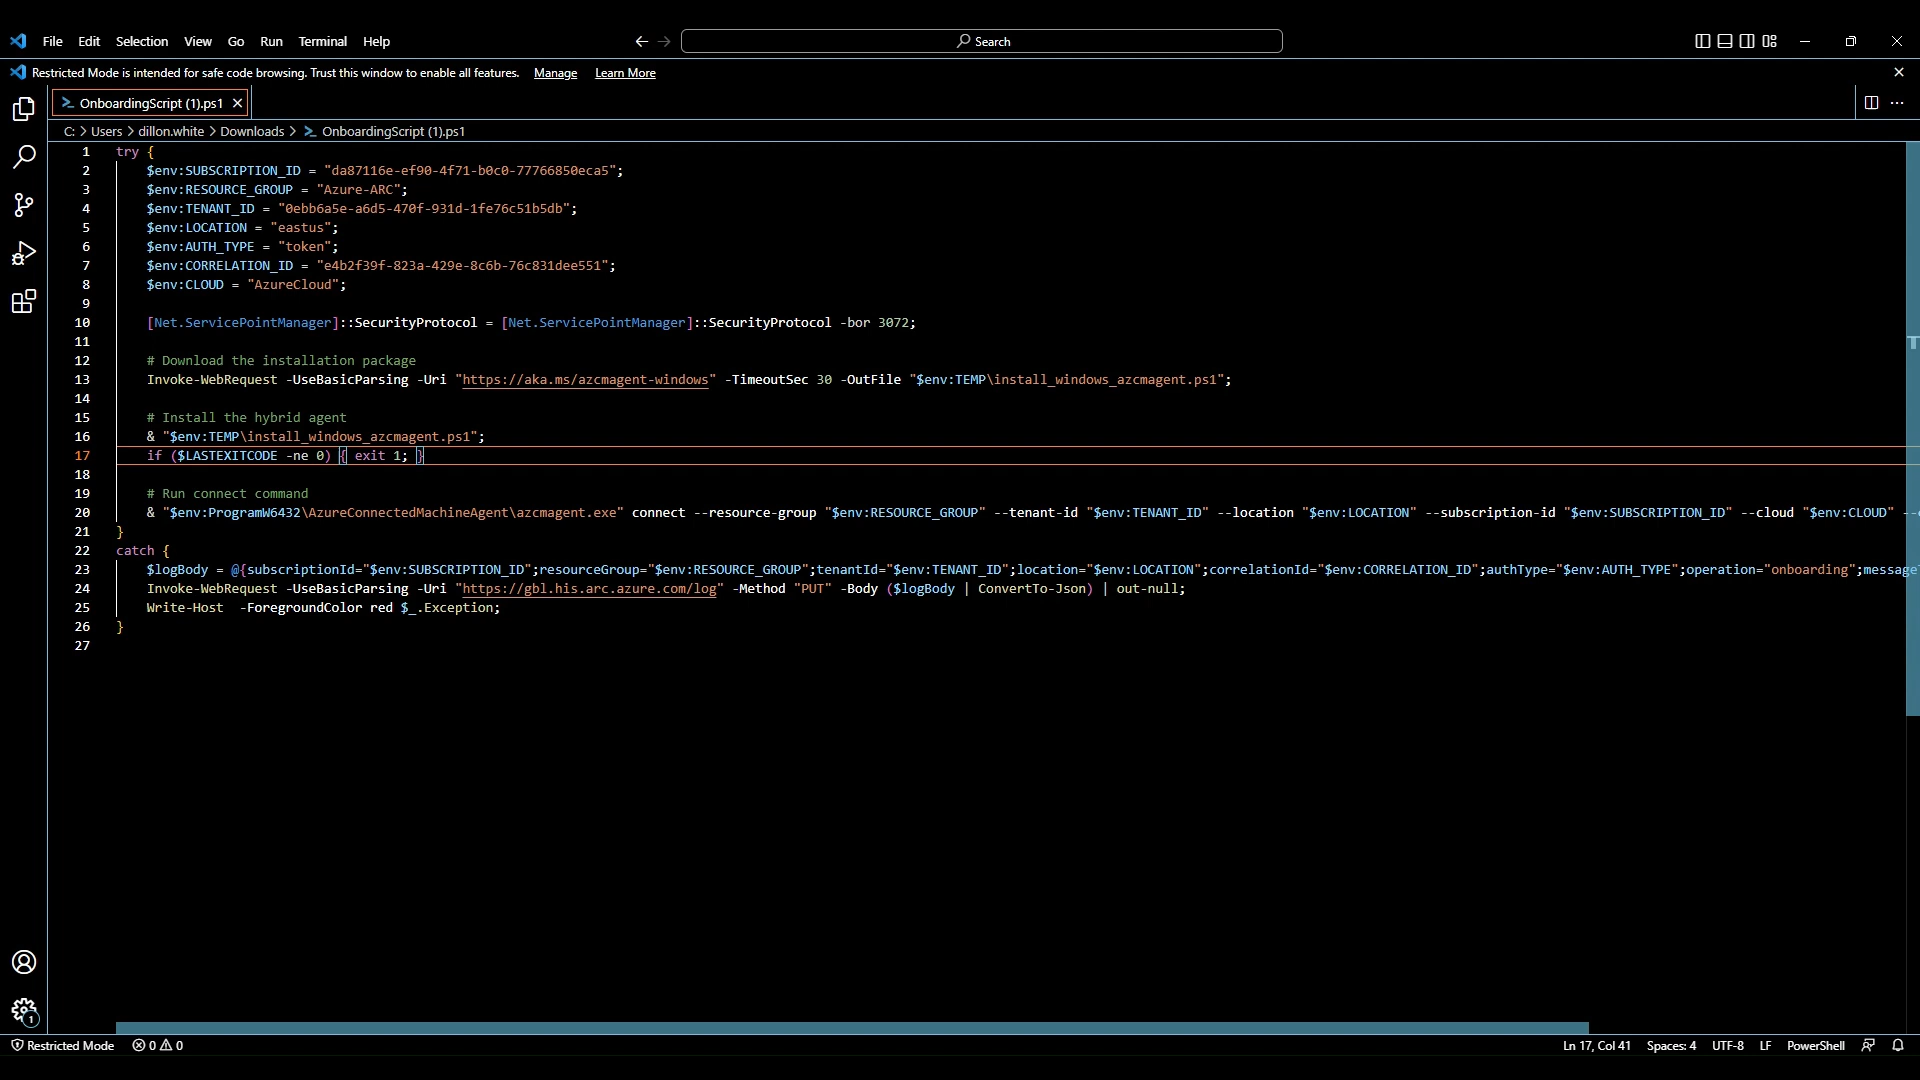 File Edit Selection View Go Run Terminal Help
Search
Restricted Mode is intended for safe code browsing. Trust this window to enable all features. Manage Learn More
OnboardingScript (1).ps1
C: > Users > dillon.white > Downloads > OnboardingScript (1).ps1
1 try {
2 $env:SUBSCRIPTION_ID = "da87116e-ef90-4f71-b0c0-77766850eca5";
3 $env:RESOURCE_GROUP = "Azure-ARC";
4 $env:TENANT_ID = "0ebb6a5e-a6d5-470f-931d-1fe76c51b5db";
5 $env:LOCATION = "eastus";
6 $env:AUTH_TYPE = "token";
7 $env:CORRELATION_ID = "e4b2f39f-823a-429e-8c6b-76c831dee551";
8 $env:CLOUD = "AzureCloud";
9
10 [Net.ServicePointManager]::SecurityProtocol = [Net.ServicePointManager]::SecurityProtocol -bor 3072;
11
12 # Download the installation package
13 Invoke-WebRequest -UseBasicParsing -Uri "https://aka.ms/azcmagent-windows" -TimeoutSec 30 -OutFile "$env:TEMP\install_windows_azcmagent.ps1";
14
15 # Install the hybrid agent
16 & "$env:TEMP\install_windows_azcmagent.ps1";
17 if ($LASTEXITCODE -ne 0) { exit 1; }
18
19 # Run connect command
20 & "$env:ProgramW6432\AzureConnectedMachineAgent\azcmagent.exe" connect --resource-group "$env:RESOURCE_GROUP" --tenant-id "$env:TENANT_ID" --location "$env:LOCATION" --subscription-id "$env:SUBSCRIPTION_ID" --cloud "$env:CLOUD" --
21 }
22 catch {
23 $logBody = @{subscriptionId="$env:SUBSCRIPTION_ID";resourceGroup="$env:RESOURCE_GROUP";tenantId="$env:TENANT_ID";location="$env:LOCATION";correlationId="$env:CORRELATION_ID";authType="$env:AUTH_TYPE";operation="onboarding";message
24 Invoke-WebRequest -UseBasicParsing -Uri "https://gbl.his.arc.azure.com/log" -Method "PUT" -Body ($logBody | ConvertTo-Json) | out-null;
25 Write-Host  -ForegroundColor red $_.Exception;
26 }
27
1
Restricted Mode 0 0 Ln 17, Col 41 Spaces: 4 UTF-8 LF PowerShell